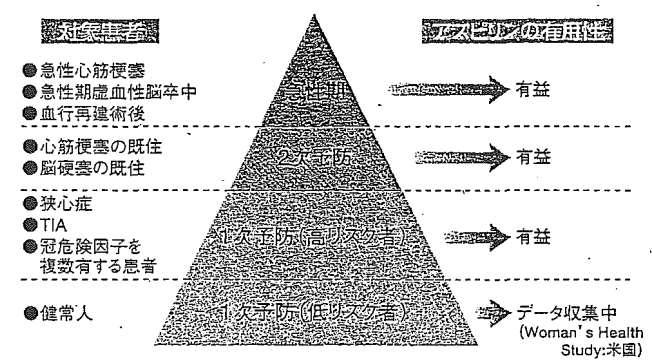 対象患者
アスピリンの有用性
●急性心筋梗塞
●急性期虚血性脳卒中
●血行再建術後
急性期
有益
●心筋梗塞の既往
●脳硬塞の既往
2次予防
有益
●狭心症
●TIA
●冠危険因子を
複数有する患者
1次予防(高リスク者)
有益
●健常人
1次予防(低リスク者)
データ収集中
(Woman's Health
Study:米国)